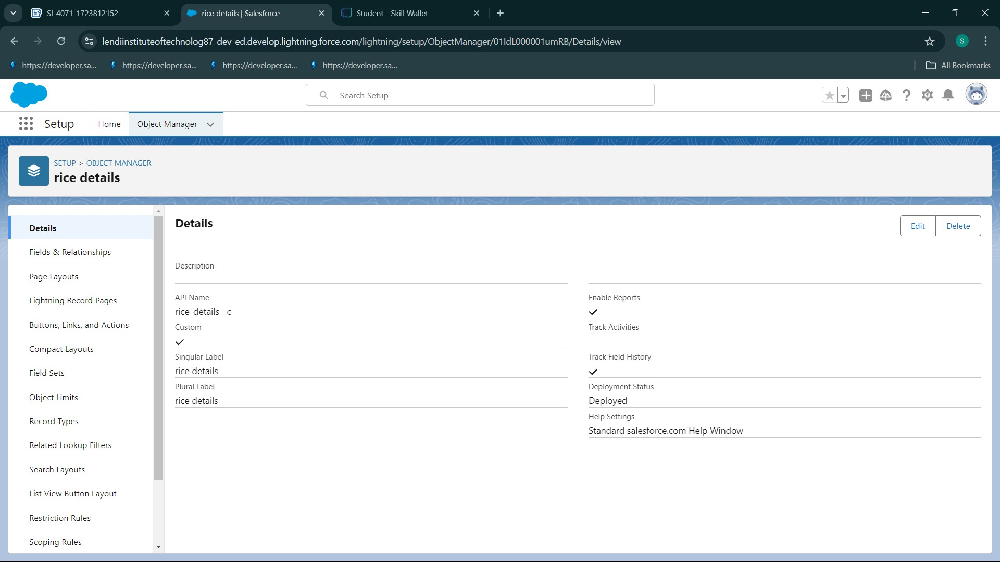 SI-4071-1723812152
rice details | Salesforce
Student - Skill Wallet
lendiinstituteoftechnolog87-dev-ed.develop.lightning.force.com/lightning/setup/ObjectManager/01IdL000001umRB/Details/view
S
https://developer.sa...
https://developer.sa...
https://developer.sa...
https://developer.sa...
All Bookmarks
Search Setup
Setup
Home
Object Manager
SETUP > OBJECT MANAGER
rice details
Details
Fields & Relationships
Page Layouts
Lightning Record Pages
Buttons, Links, and Actions
Compact Layouts
Field Sets
Object Limits
Record Types
Related Lookup Filters
Search Layouts
List View Button Layout
Restriction Rules
Scoping Rules
Details
Edit
Delete
Description
API Name
rice_details__c
Custom
Singular Label
rice details
Plural Label
rice details
Enable Reports
Track Activities
Track Field History
Deployment Status
Deployed
Help Settings
Standard salesforce.com Help Window